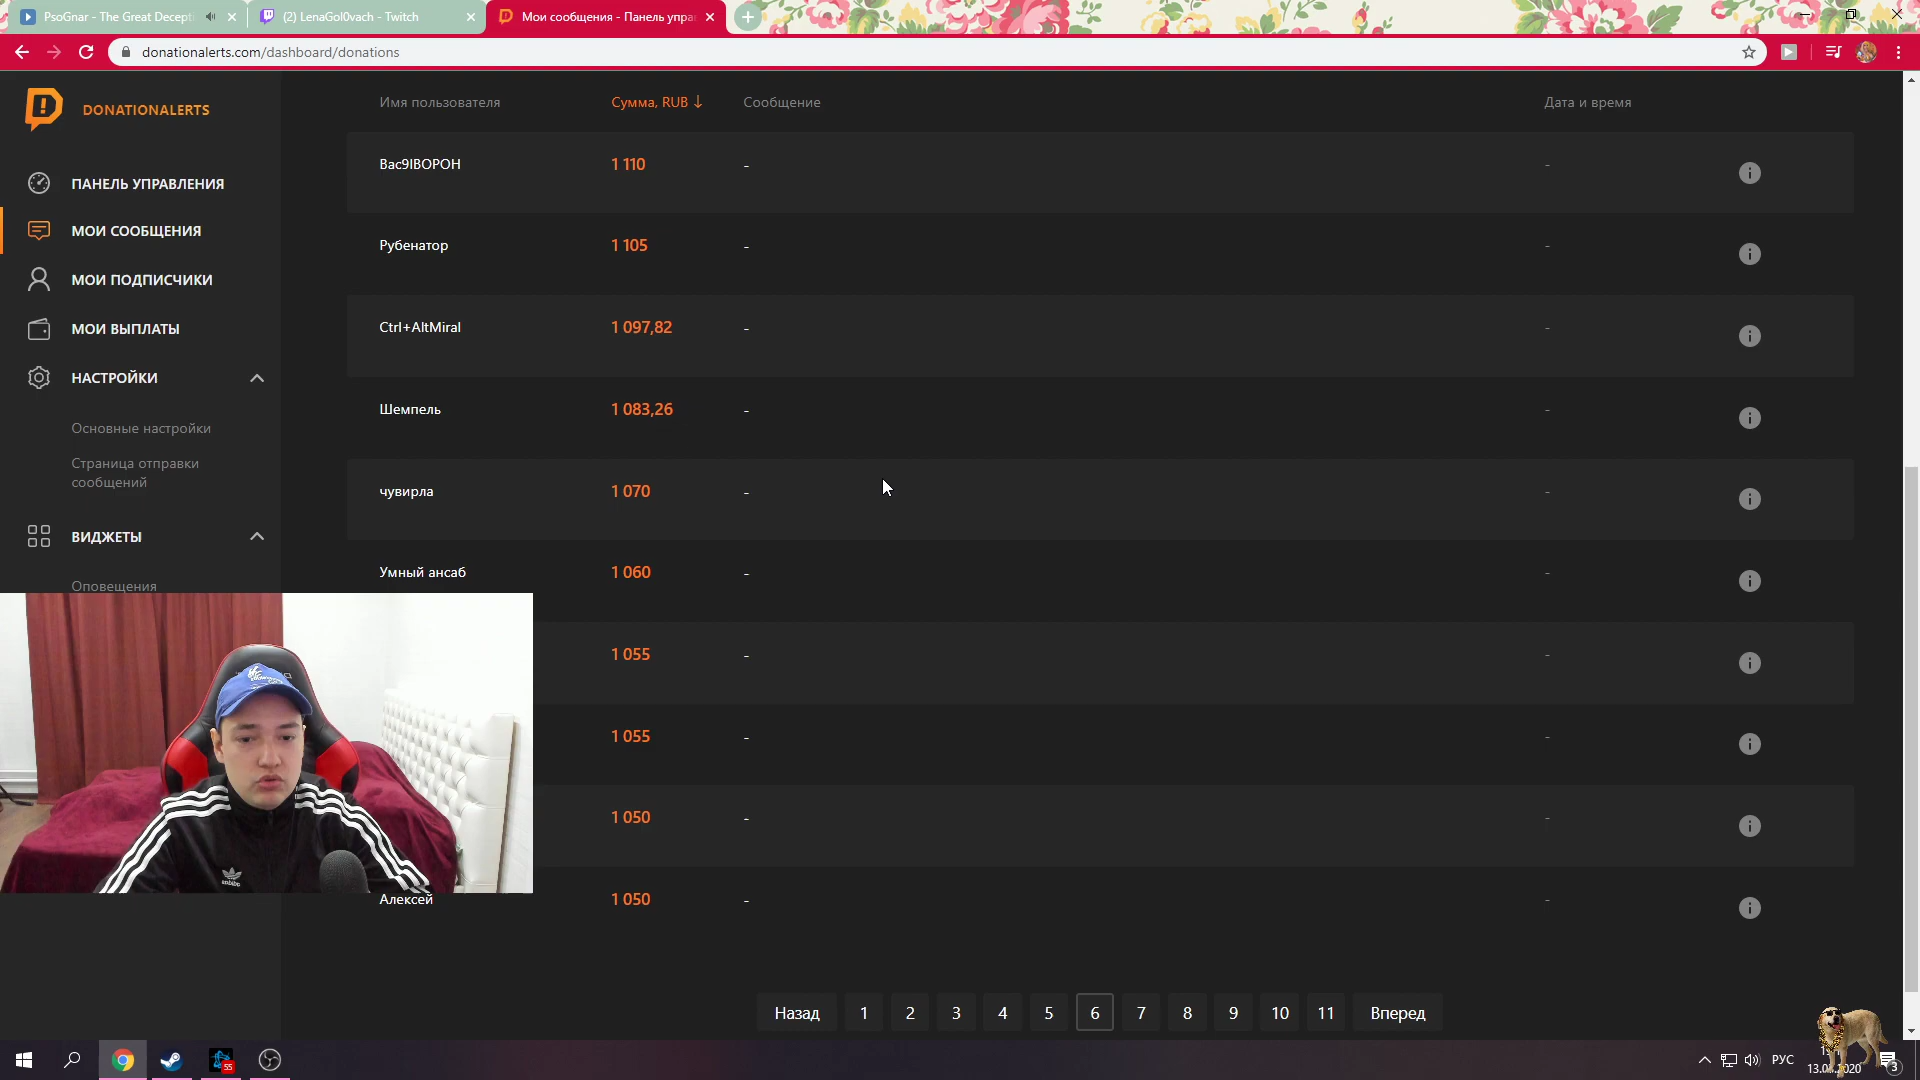 PsoGnar - The Great Decept
(2) LenaGol0vach - Twitch
Мои сообщения - Панель упра
donationalerts.com/dashboard/donations
DONATIONALERTS
ПАНЕЛЬ УПРАВЛЕНИЯ
МОИ СООБЩЕНИЯ
МОИ ПОДПИСЧИКИ
МОИ ВЫПЛАТЫ
НАСТРОЙКИ
Основные настройки
Страница отправки
сообщений
ВИДЖЕТЫ
Оповещения
Имя пользователя Сумма, RUB ↓ Сообщение Дата и время
Вас9IВОРОН 1 110 - -
Рубенатор 1 105 - -
Ctrl+AltMiral 1 097,82 - -
Шемпель 1 083,26 - -
чувирла 1 070 - -
Умный ансаб 1 060 - -
1 055 - -
1 055 - -
1 050 - -
Алексей 1 050 - -
Назад 1 2 3 4 5 6 7 8 9 10 11 Вперед
adidas
SS
РУС
3